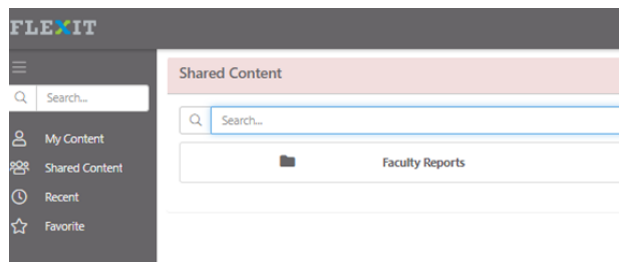 FLEXIT
Search...
My Content
Shared Content
Recent
Favorite
Shared Content
Search...
Faculty Reports